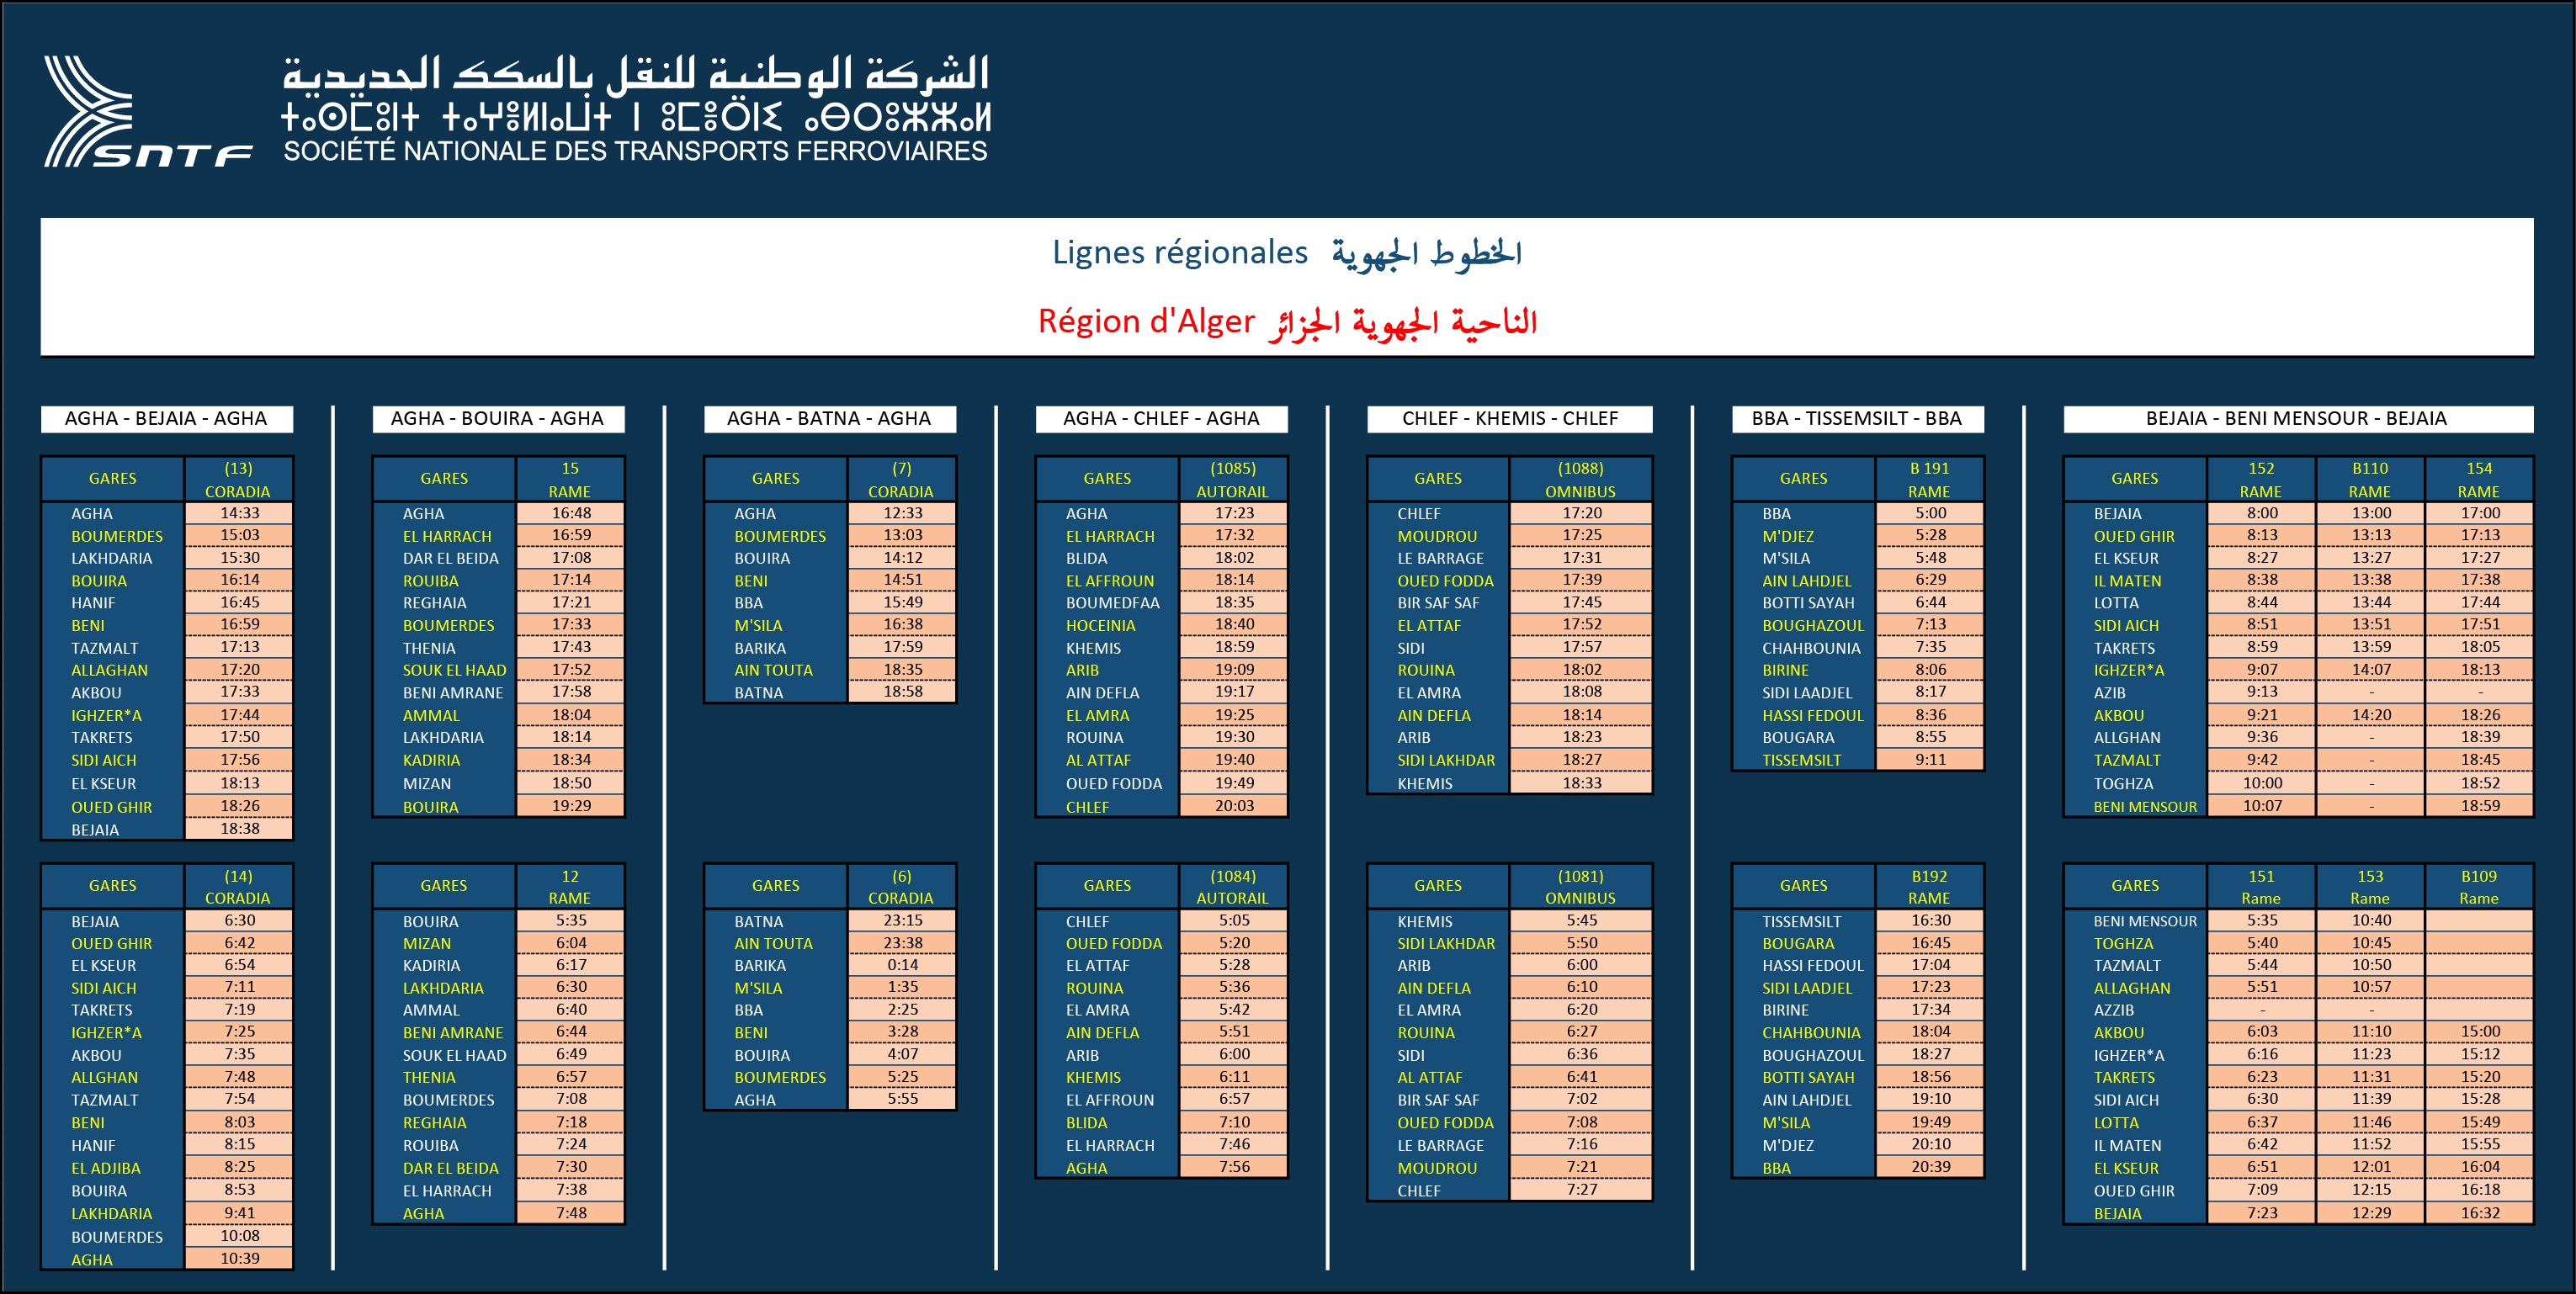 الشركة الوطنية للنقل بالسكك الحديدية
ⵜⴰⵙⵎⵓⵏⵜ ⵜⴰⵖⵓⵍⵏⴰⵡⵜ ⵏ ⵓⵎⵓⵔⵏⵉ ⴰⴱⵔⵓⵣⵣⴰⵍ
SNTF
SOCIÉTÉ NATIONALE DES TRANSPORTS FERROVIAIRES
Lignes régionales الخطوط الجهوية
Région d'Alger الناحية الجهوية الجزائر
AGHA - BEJAIA - AGHA
GARES (13) CORADIA
AGHA 14:33
BOUMERDES 15:03
LAKHDARIA 15:30
BOUIRA 16:14
HANIF 16:45
BENI 16:59
TAZMALT 17:13
ALLAGHAN 17:20
AKBOU 17:33
IGHZER*A 17:44
TAKRETS 17:50
SIDI AICH 17:56
EL KSEUR 18:13
OUED GHIR 18:26
BEJAIA 18:38
GARES (14) CORADIA
BEJAIA 6:30
OUED GHIR 6:42
EL KSEUR 6:54
SIDI AICH 7:11
TAKRETS 7:19
IGHZER*A 7:25
AKBOU 7:35
ALLGHAN 7:48
TAZMALT 7:54
BENI 8:03
HANIF 8:15
EL ADJIBA 8:25
BOUIRA 8:53
LAKHDARIA 9:41
BOUMERDES 10:08
AGHA 10:39
AGHA - BOUIRA - AGHA
GARES 15 RAME
AGHA 16:48
EL HARRACH 16:59
DAR EL BEIDA 17:08
ROUIBA 17:14
REGHAIA 17:21
BOUMERDES 17:33
THENIA 17:43
SOUK EL HAAD 17:52
BENI AMRANE 17:58
AMMAL 18:04
LAKHDARIA 18:14
KADIRIA 18:34
MIZAN 18:50
BOUIRA 19:29
GARES 12 RAME
BOUIRA 5:35
MIZAN 6:04
KADIRIA 6:17
LAKHDARIA 6:30
AMMAL 6:40
BENI AMRANE 6:44
SOUK EL HAAD 6:49
THENIA 6:57
BOUMERDES 7:08
REGHAIA 7:18
ROUIBA 7:24
DAR EL BEIDA 7:30
EL HARRACH 7:38
AGHA 7:48
AGHA - BATNA - AGHA
GARES (7) CORADIA
AGHA 12:33
BOUMERDES 13:03
BOUIRA 14:12
BENI 14:51
BBA 15:49
M'SILA 16:38
BARIKA 17:59
AIN TOUTA 18:35
BATNA 18:58
GARES (6) CORADIA
BATNA 23:15
AIN TOUTA 23:38
BARIKA 0:14
M'SILA 1:35
BBA 2:25
BENI 3:28
BOUIRA 4:07
BOUMERDES 5:25
AGHA 5:55
AGHA - CHLEF - AGHA
GARES (1085) AUTORAIL
AGHA 17:23
EL HARRACH 17:32
BLIDA 18:02
EL AFFROUN 18:14
BOUMEDFAA 18:35
HOCEINIA 18:40
KHEMIS 18:59
ARIB 19:09
AIN DEFLA 19:17
EL AMRA 19:25
ROUINA 19:30
AL ATTAF 19:40
OUED FODDA 19:49
CHLEF 20:03
GARES (1084) AUTORAIL
CHLEF 5:05
OUED FODDA 5:20
EL ATTAF 5:28
ROUINA 5:36
EL AMRA 5:42
AIN DEFLA 5:51
ARIB 6:00
KHEMIS 6:11
EL AFFROUN 6:57
BLIDA 7:10
EL HARRACH 7:46
AGHA 7:56
CHLEF - KHEMIS - CHLEF
GARES (1088) OMNIBUS
CHLEF 17:20
MOUDROU 17:25
LE BARRAGE 17:31
OUED FODDA 17:39
BIR SAF SAF 17:45
EL ATTAF 17:52
SIDI 17:57
ROUINA 18:02
EL AMRA 18:08
AIN DEFLA 18:14
ARIB 18:23
SIDI LAKHDAR 18:27
KHEMIS 18:33
GARES (1081) OMNIBUS
KHEMIS 5:45
SIDI LAKHDAR 5:50
ARIB 6:00
AIN DEFLA 6:10
EL AMRA 6:20
ROUINA 6:27
SIDI 6:36
AL ATTAF 6:41
BIR SAF SAF 7:02
OUED FODDA 7:08
LE BARRAGE 7:16
MOUDROU 7:21
CHLEF 7:27
BBA - TISSEMSILT - BBA
GARES B 191 RAME
BBA 5:00
M'DJEZ 5:28
M'SILA 5:48
AIN LAHDJEL 6:29
BOTTI SAYAH 6:44
BOUGHAZOUL 7:13
CHAHBOUNIA 7:35
BIRINE 8:06
SIDI LAADJEL 8:17
HASSI FEDOUL 8:36
BOUGARA 8:55
TISSEMSILT 9:11
GARES B192 RAME
TISSEMSILT 16:30
BOUGARA 16:45
HASSI FEDOUL 17:04
SIDI LAADJEL 17:23
BIRINE 17:34
CHAHBOUNIA 18:04
BOUGHAZOUL 18:27
BOTTI SAYAH 18:56
AIN LAHDJEL 19:10
M'SILA 19:49
M'DJEZ 20:10
BBA 20:39
BEJAIA - BENI MENSOUR - BEJAIA
GARES 152 RAME B110 RAME 154 RAME
BEJAIA 8:00 13:00 17:00
OUED GHIR 8:13 13:13 17:13
EL KSEUR 8:27 13:27 17:27
IL MATEN 8:38 13:38 17:38
LOTTA 8:44 13:44 17:44
SIDI AICH 8:51 13:51 17:51
TAKRETS 8:59 13:59 18:05
IGHZER*A 9:07 14:07 18:13
AZIB 9:13 - -
AKBOU 9:21 14:20 18:26
ALLGHAN 9:36 - 18:39
TAZMALT 9:42 - 18:45
TOGHZA 10:00 - 18:52
BENI MENSOUR 10:07 - 18:59
GARES 151 Rame 153 Rame B109 Rame
BENI MENSOUR 5:35 10:40
TOGHZA 5:40 10:45
TAZMALT 5:44 10:50
ALLAGHAN 5:51 10:57
AZZIB - -
AKBOU 6:03 11:10 15:00
IGHZER*A 6:16 11:23 15:12
TAKRETS 6:23 11:31 15:20
SIDI AICH 6:30 11:39 15:28
LOTTA 6:37 11:46 15:49
IL MATEN 6:42 11:52 15:55
EL KSEUR 6:51 12:01 16:04
OUED GHIR 7:09 12:15 16:18
BEJAIA 7:23 12:29 16:32